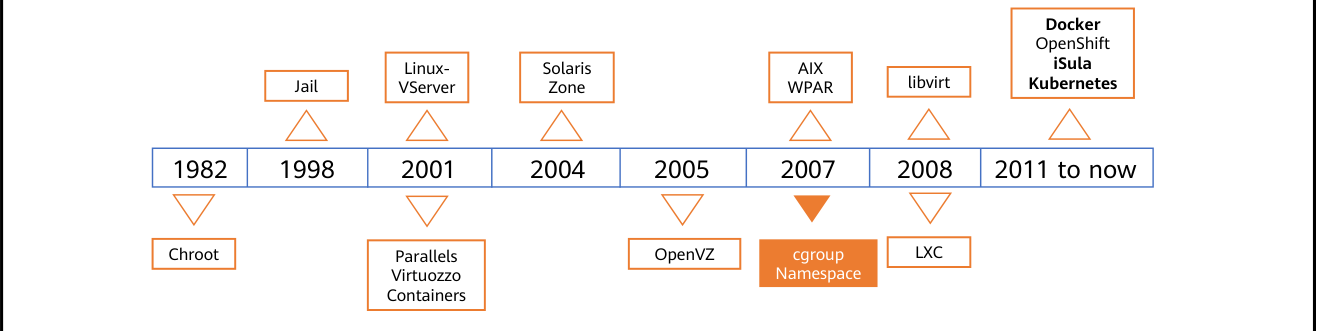 Docker
OpenShift
iSula
Kubernetes
Jail
Linux-
VServer
Solaris
Zone
AIX
WPAR
libvirt
1982
1998
2001
2004
2005
2007
2008
2011 to now
Chroot
Parallels
Virtuozzo
Containers
OpenVZ
cgroup
Namespace
LXC